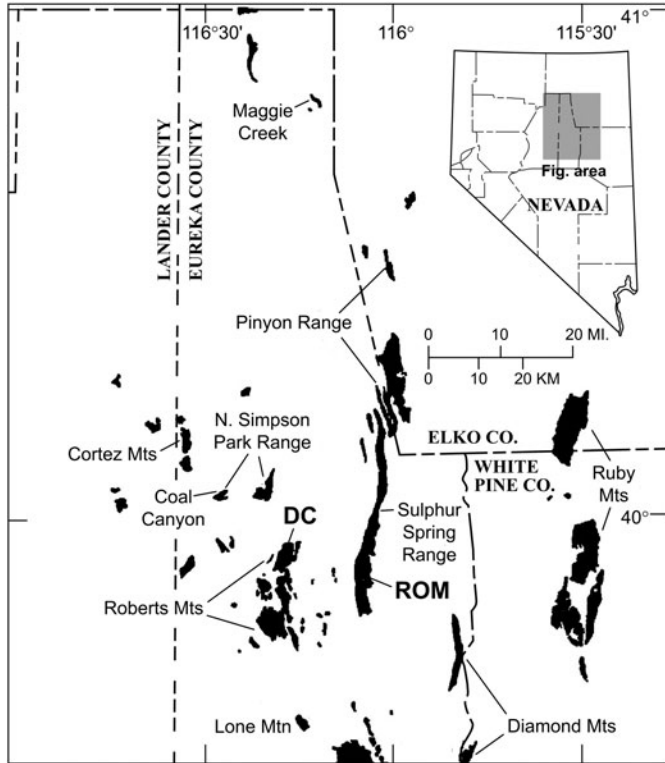 116°30'
116°
115°30'
41°
Maggie
Creek
LANDER COUNTY
EUREKA COUNTY
Fig. area
NEVADA
Pinyon Range
0 10 20 MI.
0 10 20 KM
N. Simpson
Park Range
Cortez Mts
ELKO CO.
WHITE
PINE CO.
Ruby
Mts
Coal
Canyon
DC
Sulphur
Spring
Range
40°
Roberts Mts
ROM
Lone Mtn
Diamond Mts